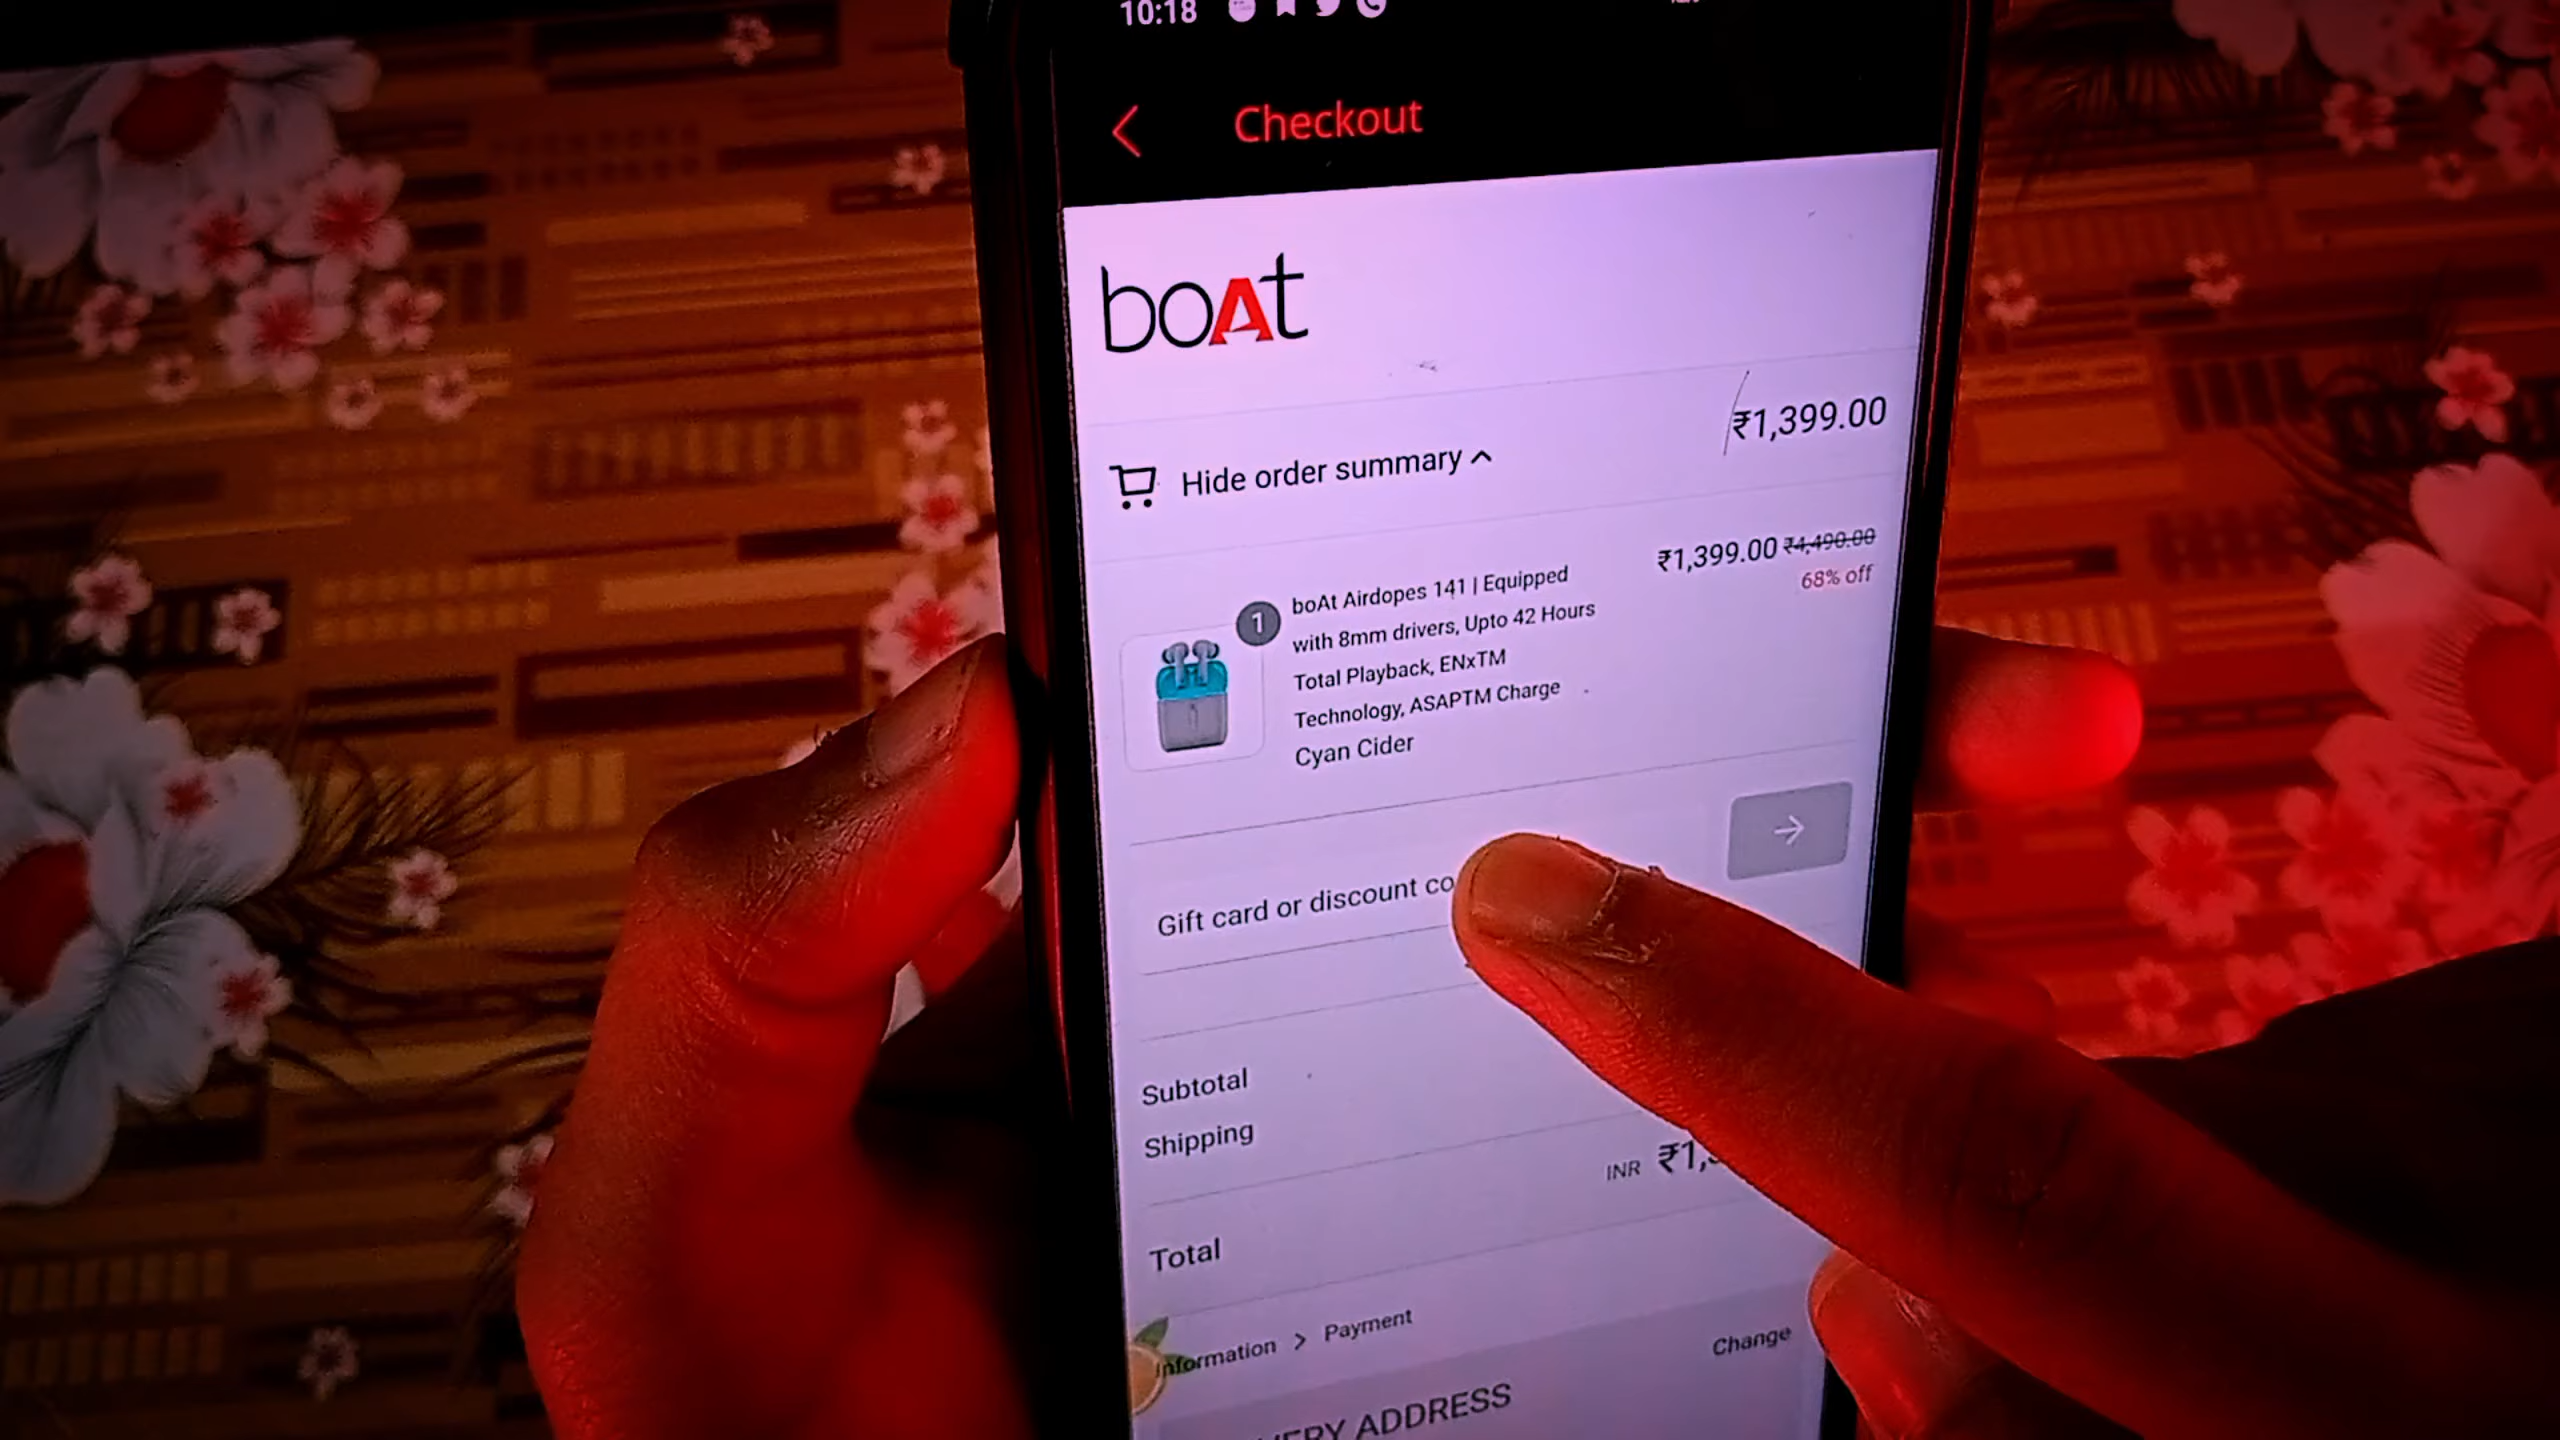 10:18
Checkout
boAt
Hide order summary
₹1,399.00
1
boAt Airdopes 141 | Equipped
with 8mm drivers, Upto 42 Hours
Total Playback, ENxTM
Technology, ASAPTM Charge
Cyan Cider
₹1,399.00 ₹4,490.00
68% off
Gift card or discount
Subtotal
Shipping
INR
Total
Information > Payment
Change
ADDRESS